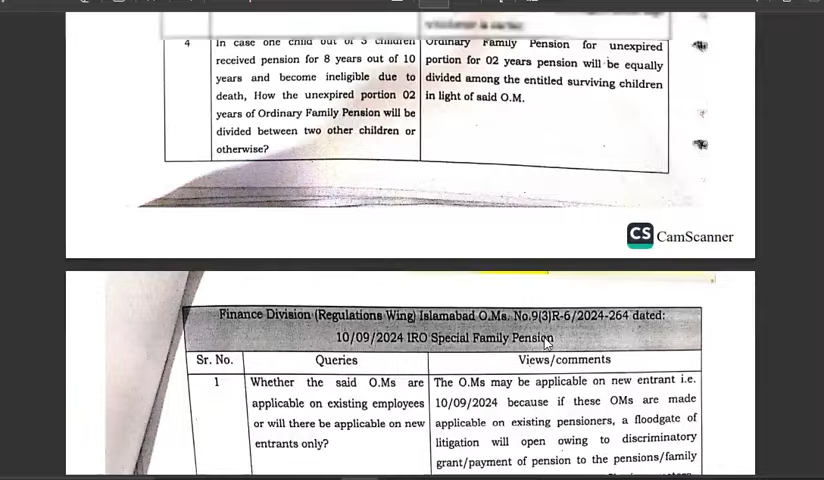 4
In case one child out of 3 children
received pension for 8 years out of 10
years and become ineligible due to
death, How the unexpired portion 02
years of Ordinary Family Pension will be
divided between two other children or
otherwise?
Ordinary Family Pension for unexpired
portion for 02 years pension will be equally
divided among the entitled surviving children
in light of said O.M.
CS CamScanner
Finance Division (Regulations Wing) Islamabad O.Ms. No.9(3)R-6/2024-264 dated:
10/09/2024 IRO Special Family Pension
Sr. No.
Queries
Views/comments
1
Whether the said O.Ms are
applicable on existing employees
or will there be applicable on new
entrants only?
The O.Ms may be applicable on new entrant i.e.
10/09/2024 because if these OMs are made
applicable on existing pensioners, a floodgate of
litigation will open owing to discriminatory
grant/payment of pension to the pensions/family